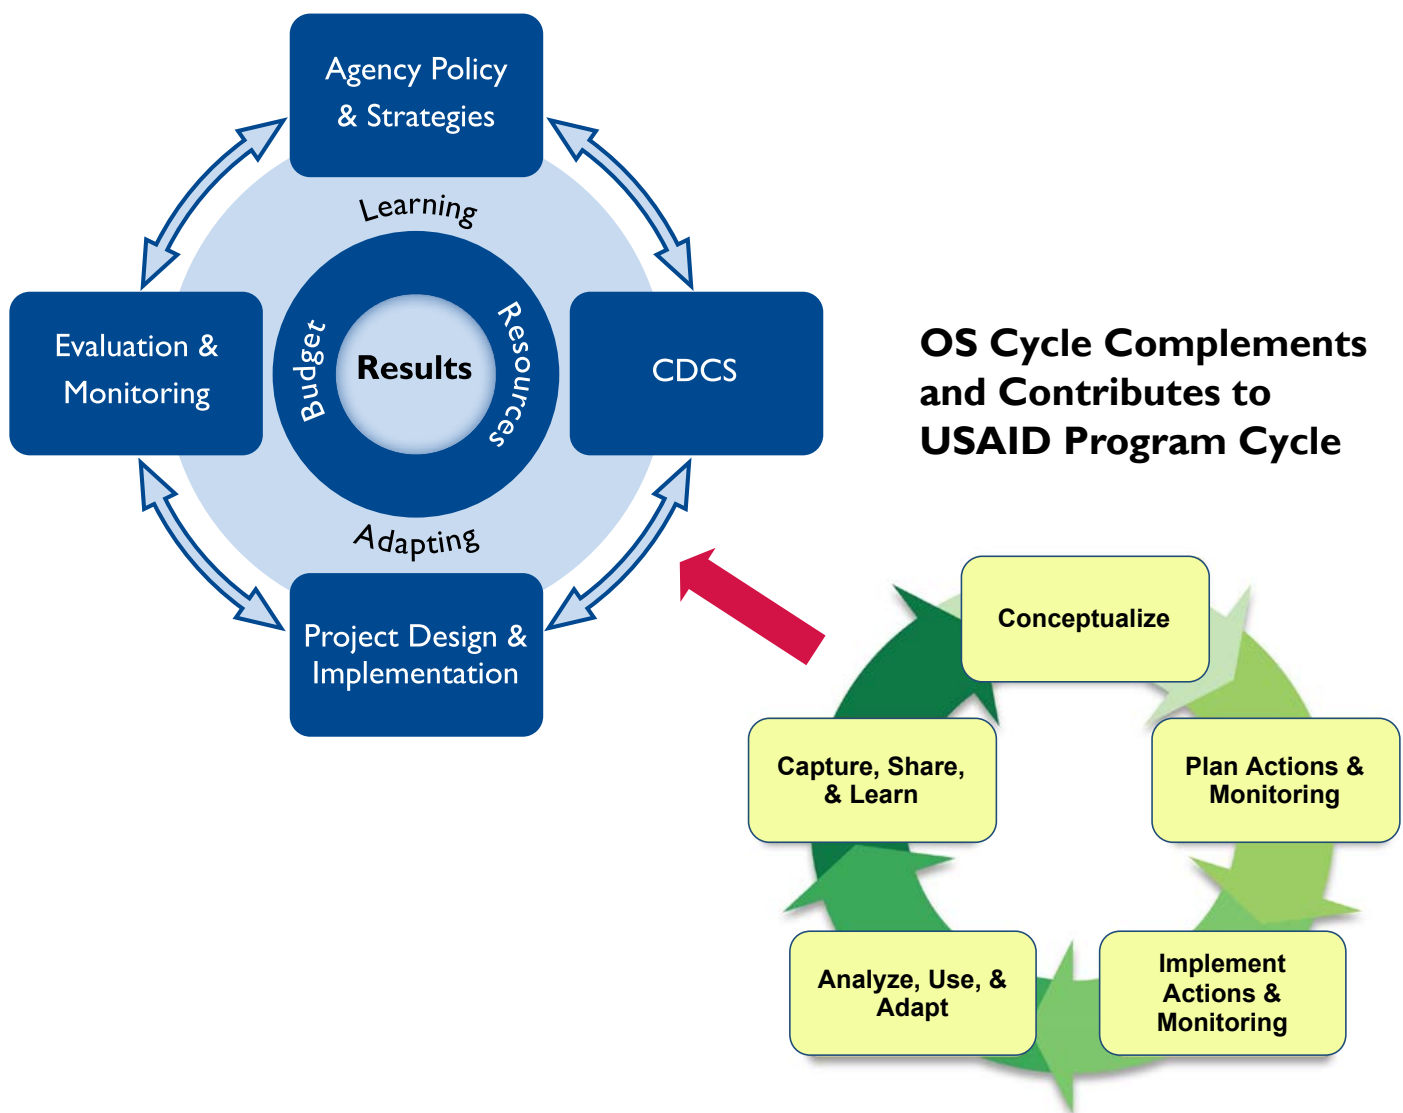 Agency Policy
& Strategies
Learning
Evaluation &
Monitoring
Budget
Results
Resources
CDCS
Adapting
Project Design &
Implementation
OS Cycle Complements
and Contributes to
USAID Program Cycle
Conceptualize
Plan Actions &
Monitoring
Implement
Actions &
Monitoring
Analyze, Use, &
Adapt
Capture, Share,
& Learn